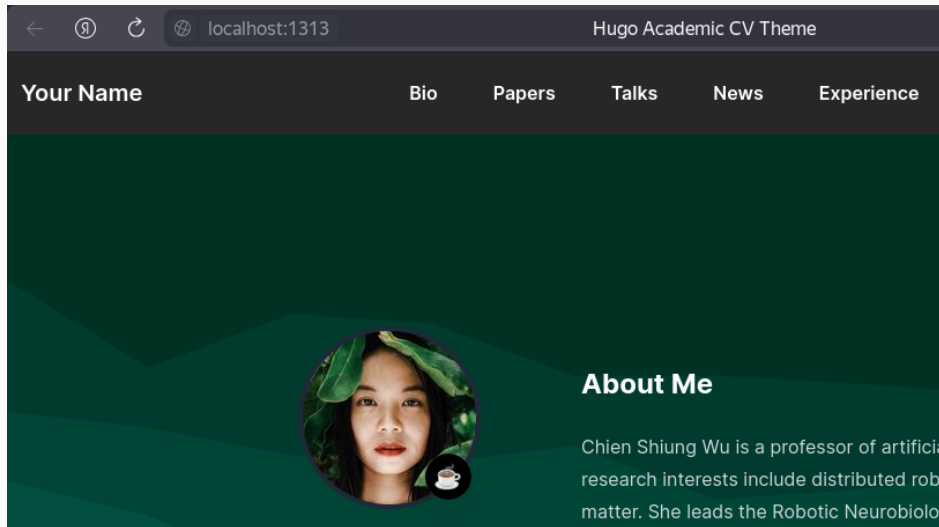 Я localhost:1313 Hugo Academic CV Theme
Your Name Bio Papers Talks News Experience
About Me
Chien Shiung Wu is a professor of artificia
research interests include distributed rob
matter. She leads the Robotic Neurobiolo